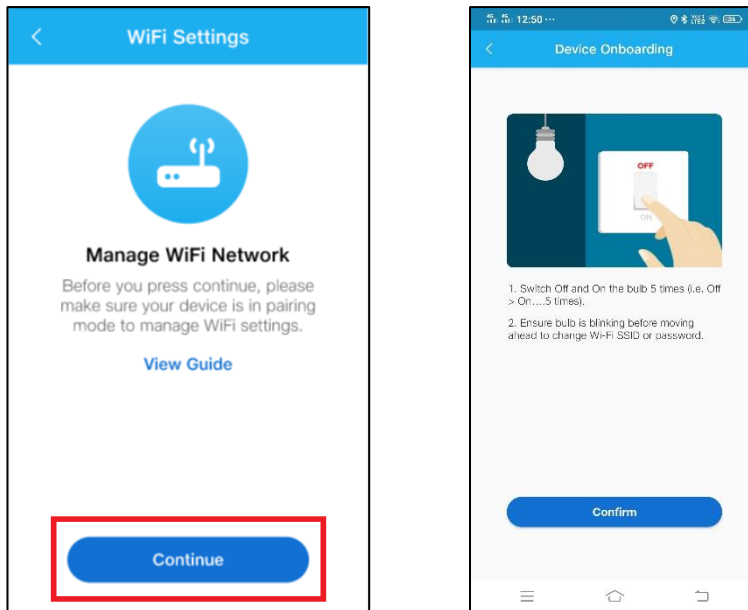 WiFi Settings
Manage WiFi Network
Before you press continue, please
make sure your device is in pairing
mode to manage WiFi settings.
View Guide
Continue
12:50 ···
Device Onboarding
OFF
ON
1. Switch Off and On the bulb 5 times (i.e. Off
> On....5 times).
2. Ensure bulb is blinking before moving
ahead to change Wi-Fi SSID or password.
Confirm